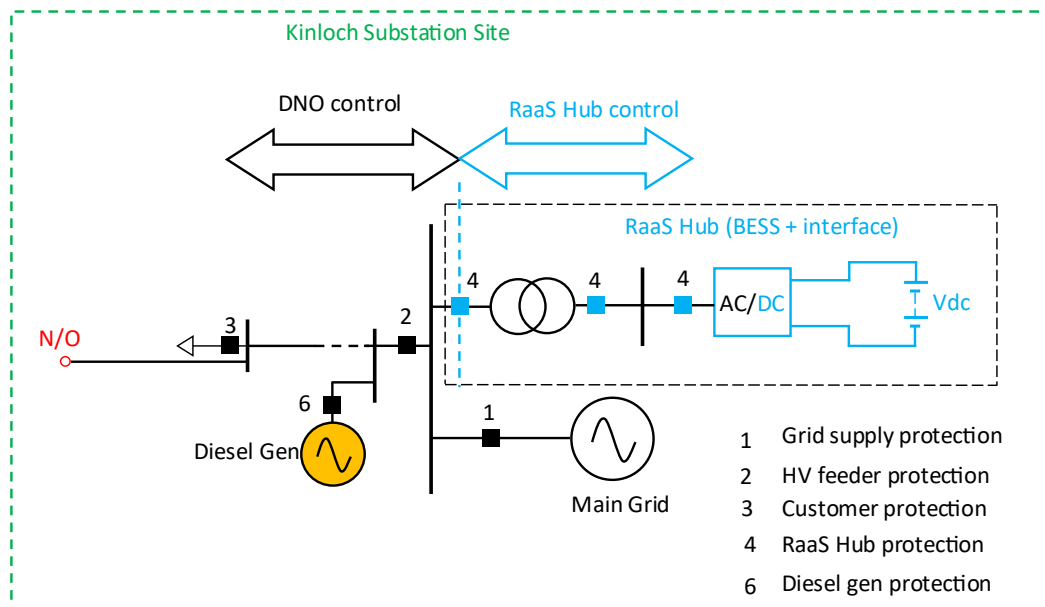 Kinloch Substation Site
DNO control
RaaS Hub control
RaaS Hub (BESS + interface)
4
4
4
AC/DC
Vdc
N/O
3
2
6
Diesel Gen
1
Main Grid
1 Grid supply protection
2 HV feeder protection
3 Customer protection
4 RaaS Hub protection
6 Diesel gen protection